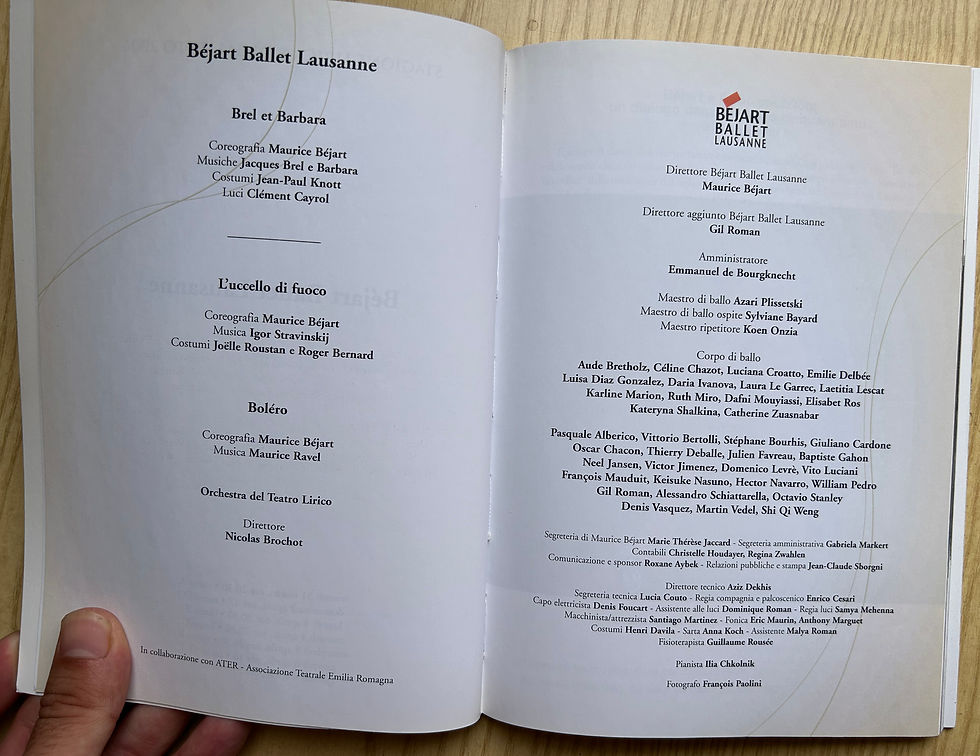 Béjart Ballet Lausanne
Brel et Barbara
Coreografia Maurice Béjart
Musiche Jacques Brel e Barbara
Costumi Jean-Paul Knott
Luci Clément Cayrol
L'uccello di fuoco
Coreografia Maurice Béjart
Musica Igor Stravinskij
Costumi Joëlle Roustan e Roger Bernard
Boléro
Coreografia Maurice Béjart
Musica Maurice Ravel
Orchestra del Teatro Lirico
Direttore
Nicolas Brochot
In collaborazione con ATER - Associazione Teatrale Emilia Romagna
BÉJART
BALLET
LAUSANNE
Direttore Béjart Ballet Lausanne
Maurice Béjart
Direttore aggiunto Béjart Ballet Lausanne
Gil Roman
Amministratore
Emmanuel de Bourgknecht
Maestro di ballo Azari Plissetski
Maestro di ballo ospite Sylviane Bayard
Maestro ripetitore Koen Onzia
Corpo di ballo
Aude Bretholz, Céline Chazot, Luciana Croatto, Emilie Delbée
Luisa Diaz Gonzalez, Daria Ivanova, Laura Le Garrec, Laetitia Lescat
Karline Marion, Ruth Miro, Dafni Mouyiassi, Elisabet Ros
Kateryna Shalkina, Catherine Zuasnabar
Pasquale Alberico, Vittorio Bertolli, Stéphane Bourhis, Giuliano Cardone
Oscar Chacon, Thierry Deballe, Julien Favreau, Baptiste Gahon
Neel Jansen, Victor Jimenez, Domenico Levrè, Vito Luciani
François Mauduit, Keisuke Nasuno, Hector Navarro, William Pedro
Gil Roman, Alessandro Schiattarella, Octavio Stanley
Denis Vasquez, Martin Vedel, Shi Qi Weng
Segreteria di Maurice Béjart Marie Thérèse Jaccard - Segreteria amministrativa Gabriela Markert
Contabili Christelle Houdayer, Regina Zwahlen
Comunicazione e sponsor Roxane Aybek - Relazioni pubbliche e stampa Jean-Claude Sborgni
Direttore tecnico Aziz Dekhis
Segreteria tecnica Lucia Couto - Regia compagnia e palcoscenico Enrico Cesari
Capo elettricista Denis Foucart - Assistente alle luci Dominique Roman - Regia luci Samya Mehenna
Macchinista/attrezzista Santiago Martinez - Fonica Eric Maurin, Anthony Marguet
Costumi Henri Davila - Sarta Anna Koch - Assistente Malya Roman
Fisioterapista Guillaume Rousée
Pianista Ilia Chkolnik
Fotografo François Paolini